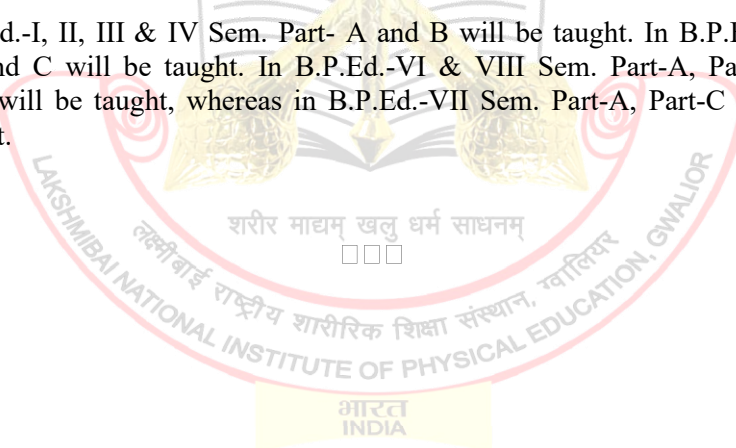 d.-I, II, III & IV Sem. Part- A and B will be taught. In B.P.E
nd C will be taught. In B.P.Ed.-VI & VIII Sem. Part-A, Pa
will be taught, whereas in B.P.Ed.-VII Sem. Part-A, Part-C
t.
शरीर माद्यम् खलु धर्म साधनम्
□□□
लक्ष्मीबाई राष्ट्रीय शारीरिक शिक्षा संस्थान, ग्वालियर
LAKSHMIBAI NATIONAL INSTITUTE OF PHYSICAL EDUCATION, GWALIOR
भारत
INDIA